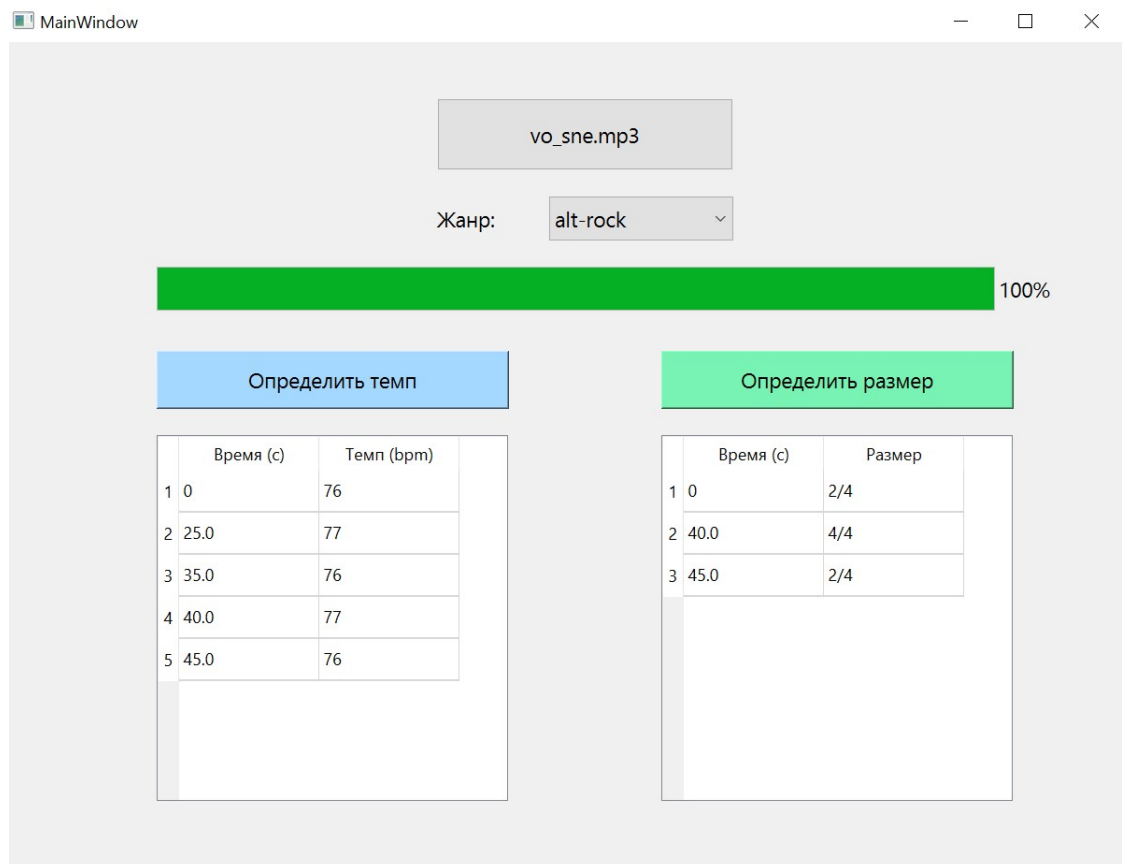 MainWindow
vo_sne.mp3
Жанр: alt-rock
100%
Определить темп Определить размер
Время (с) Темп (bpm) Время (с) Размер
1 0 76 1 0 2/4
2 25.0 77 2 40.0 4/4
3 35.0 76 3 45.0 2/4
4 40.0 77
5 45.0 76